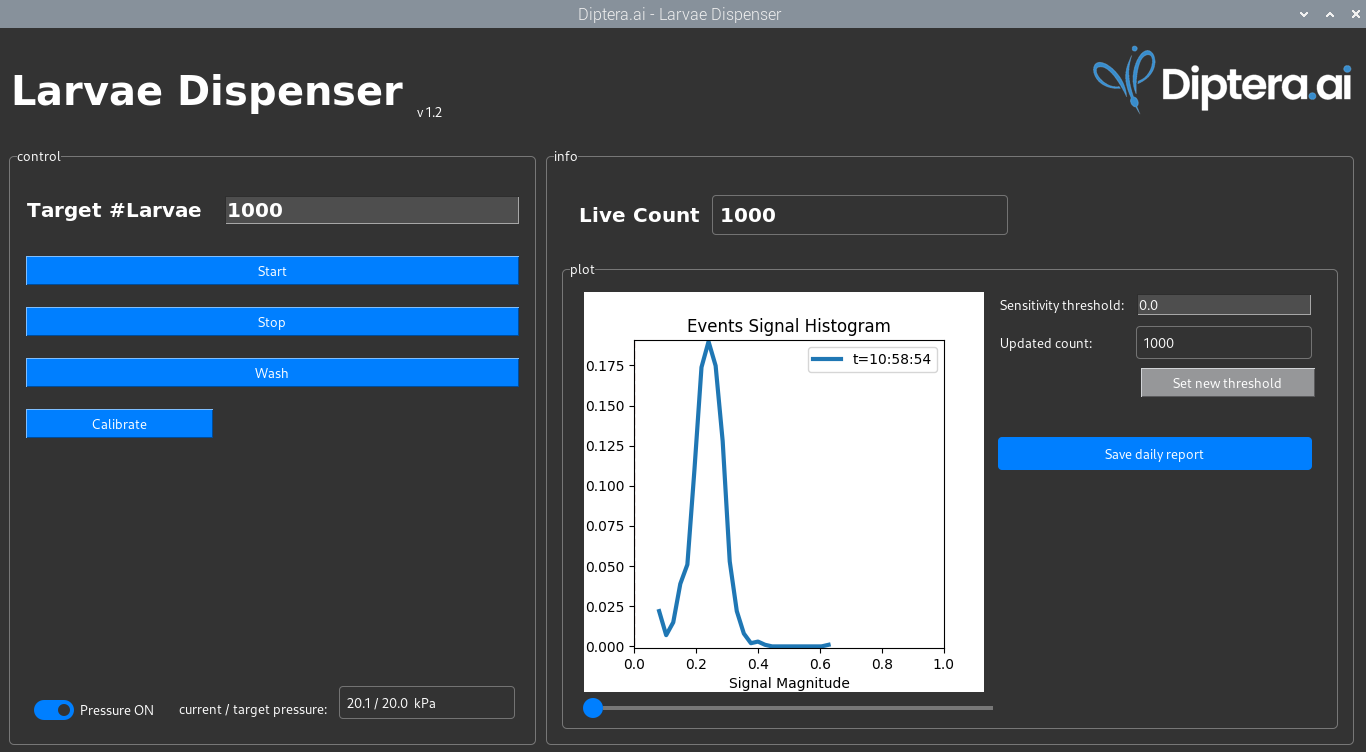 Diptera.ai - Larvae Dispenser
Larvae Dispenser
v 1.2
Diptera.ai
control
Target #Larvae 1000
Start
Stop
Wash
Calibrate
Pressure ON current / target pressure: 20.1 / 20.0 kPa
info
Live Count 1000
plot
Events Signal Histogram
t=10:58:54
0.175
0.150
0.125
0.100
0.075
0.050
0.025
0.000
0.0 0.2 0.4 0.6 0.8 1.0
Signal Magnitude
Sensitivity threshold: 0.0
Updated count: 1000
Set new threshold
Save daily report